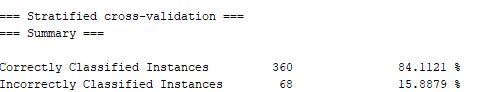 === Stratified cross-validation ===
=== Summary ===
Correctly Classified Instances 360 84.1121 %
Incorrectly Classified Instances 68 15.8879 %